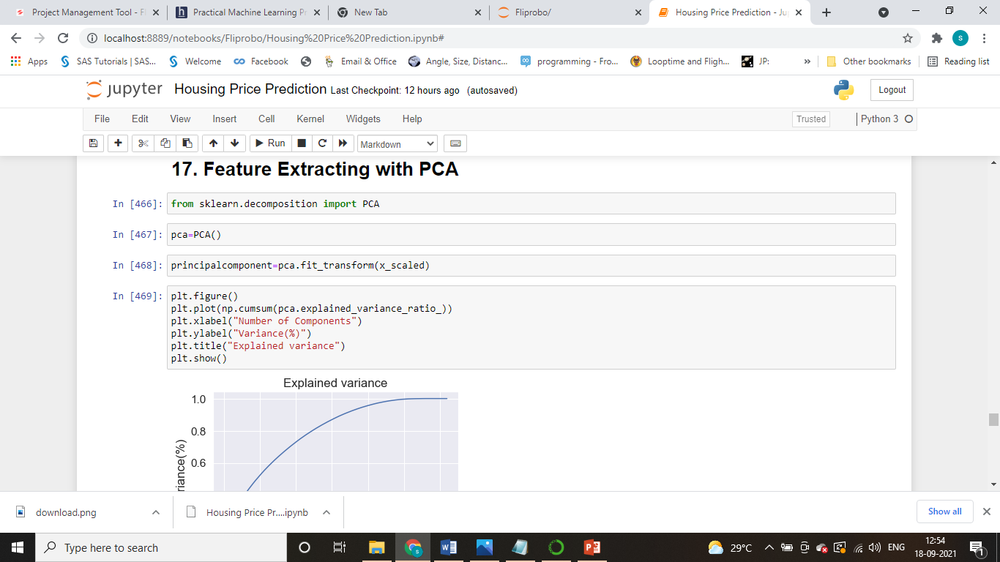 Project Management Tool - Fl
Practical Machine Learning Pr
New Tab
Fliprobo/
Housing Price Prediction - Ju
localhost:8889/notebooks/Fliprobo/Housing%20Price%20Prediction.ipynb#
s
Apps
SAS Tutorials | SAS...
Welcome
Facebook
Email & Office
Angle, Size, Distanc...
programming - Fro...
Looptime and Fligh...
JP:
»
Other bookmarks
Reading list
jupyter Housing Price Prediction Last Checkpoint: 12 hours ago (autosaved)
Logout
File Edit View Insert Cell Kernel Widgets Help
Trusted
Python 3
Run
Markdown
17. Feature Extracting with PCA
In [466]: from sklearn.decomposition import PCA
In [467]: pca=PCA()
In [468]: principalcomponent=pca.fit_transform(x_scaled)
In [469]: plt.figure()
plt.plot(np.cumsum(pca.explained_variance_ratio_))
plt.xlabel("Number of Components")
plt.ylabel("Variance(%)")
plt.title("Explained variance")
plt.show()
Explained variance
1.0
0.8
0.6
riance(%)
download.png
Housing Price Pr....ipynb
Show all
Type here to search
29°C
ENG
12:54
18-09-2021
1